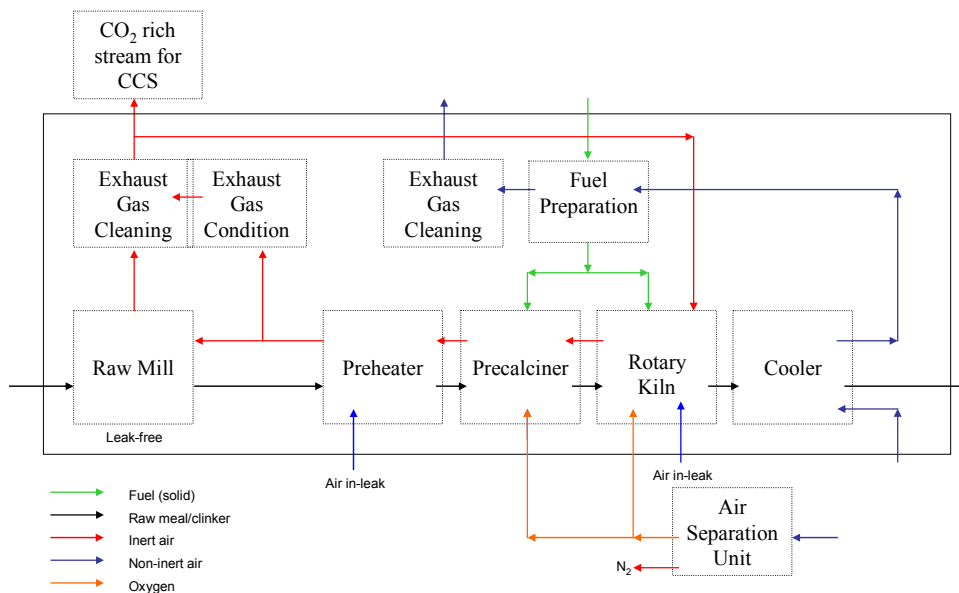 CO2 rich
stream for
CCS
Exhaust
Gas
Cleaning
Exhaust
Gas
Condition
Exhaust
Gas
Cleaning
Fuel
Preparation
Raw Mill
Preheater
Precalciner
Rotary
Kiln
Cooler
Leak-free
Air in-leak
Air in-leak
Fuel (solid)
Raw meal/clinker
Inert air
Non-inert air
Oxygen
Air
Separation
Unit
N2